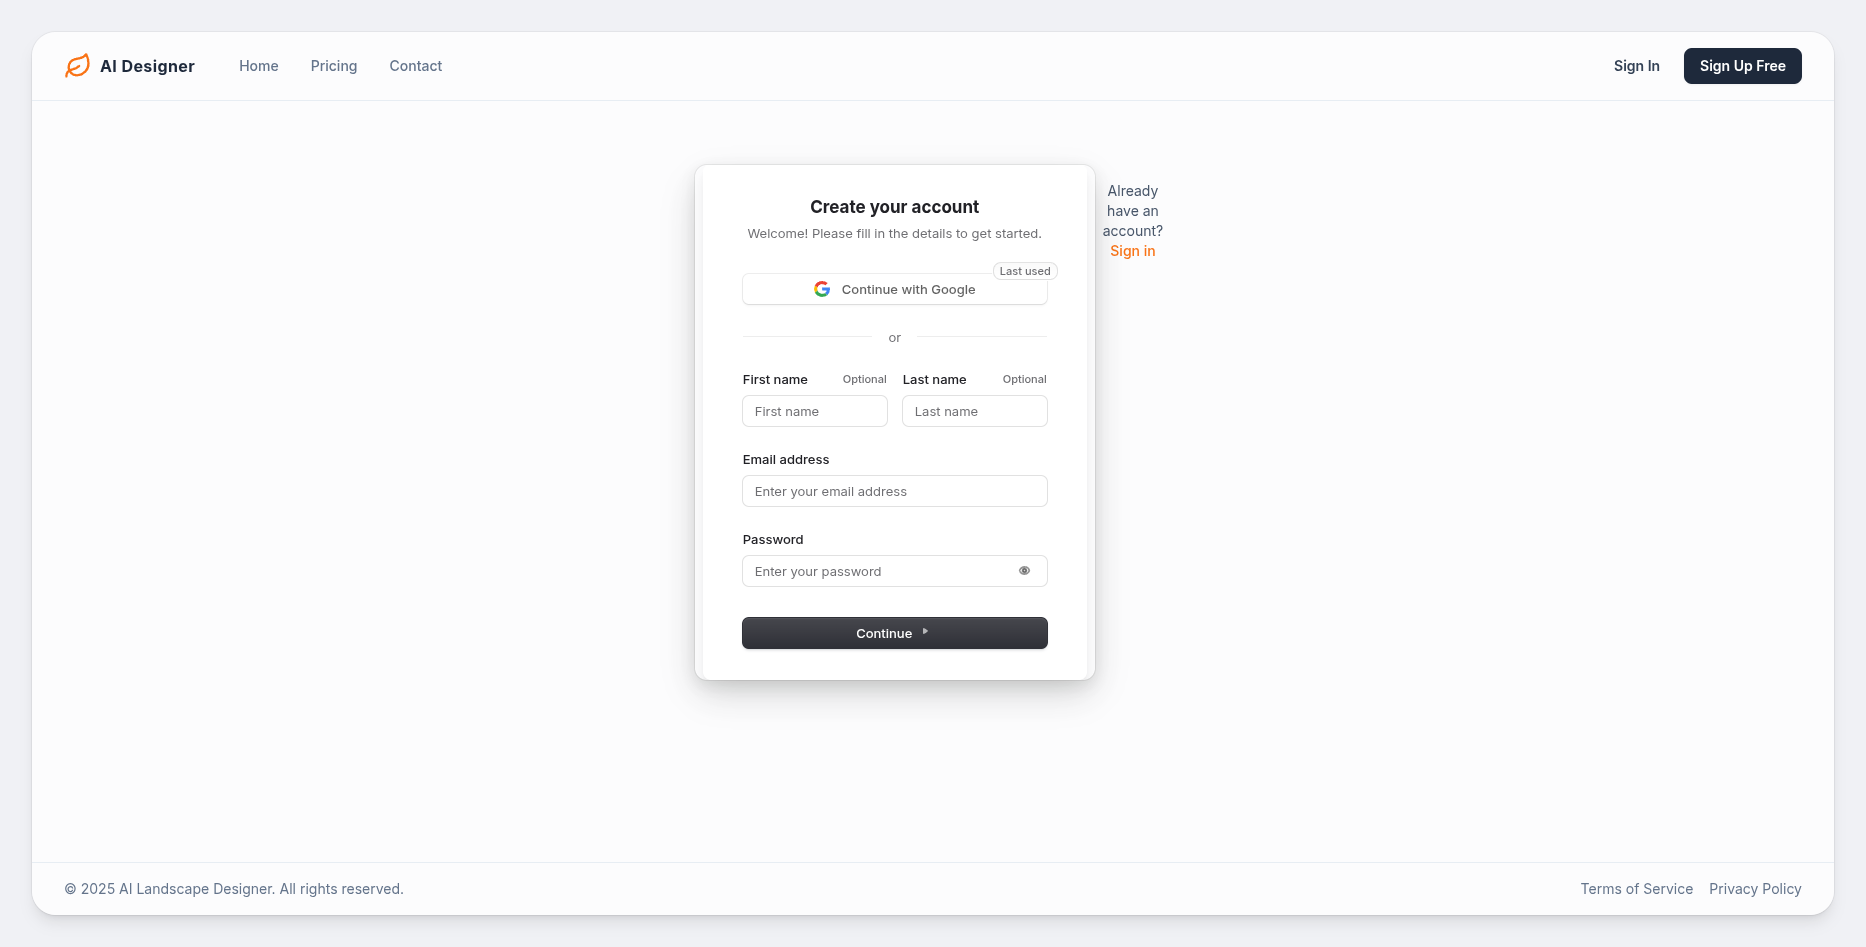 AI Designer
Home
Pricing
Contact
Sign In
Sign Up Free
Create your account
Welcome! Please fill in the details to get started.
Last used
Continue with Google
or
First name
Optional
Last name
Optional
First name
Last name
Email address
Enter your email address
Password
Enter your password
Continue
Already
have an
account?
Sign in
© 2025 AI Landscape Designer. All rights reserved.
Terms of Service
Privacy Policy